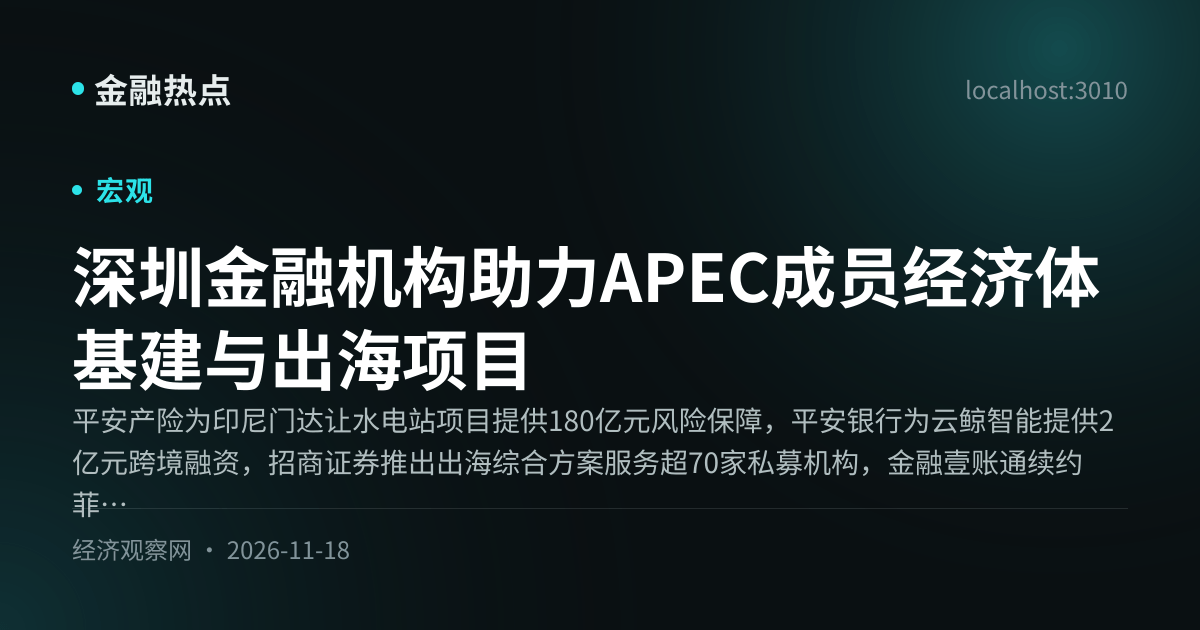 金融热点
localhost:3010
宏观
深圳金融机构助力APEC成员经济体
基建与出海项目
平安产险为印尼门达让水电站项目提供180亿元风险保障，平安银行为云鲸智能提供2
亿元跨境融资，招商证券推出出海综合方案服务超70家私募机构，金融壹账通续约
菲…
经济观察网 · 2026-11-18